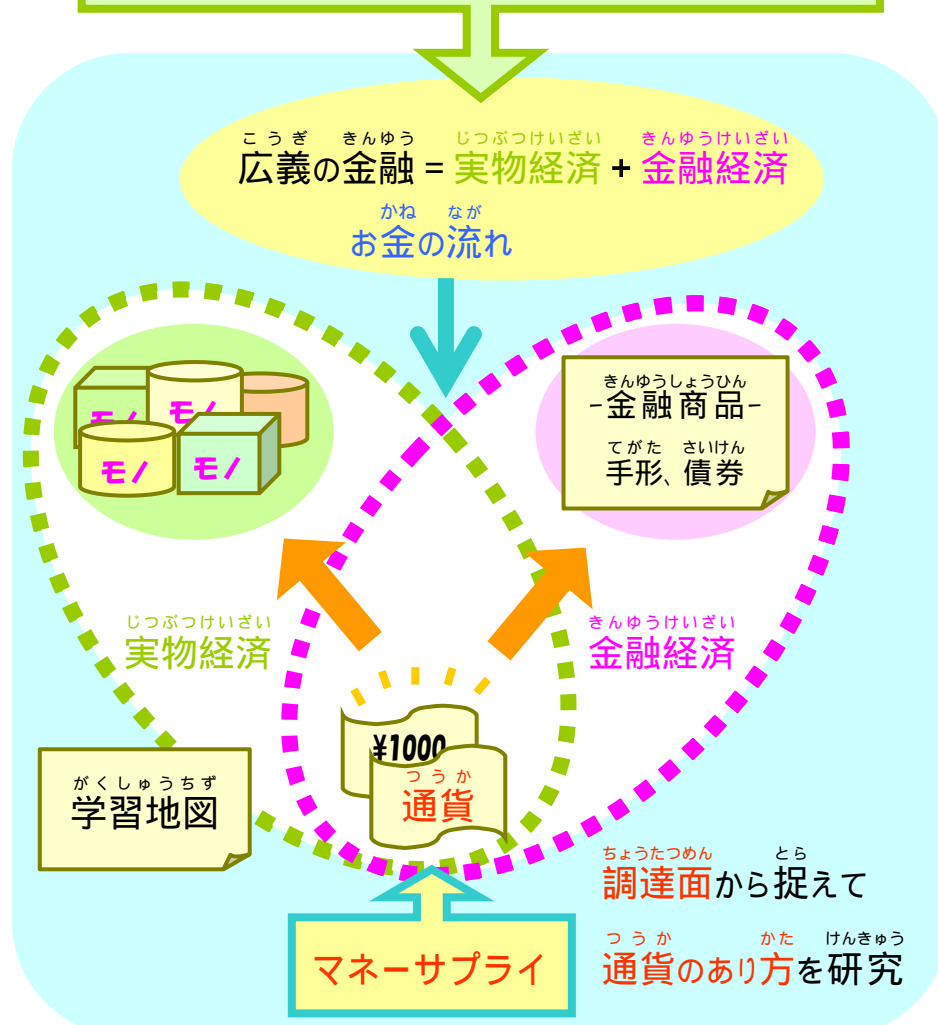 こうぎ きんゆう じつぶつけいざい きんゆうけいざい
広義の金融 = 実物経済 + 金融経済
かね なが
お金の流れ
モノ モノ
モノ モノ
きんゆうしょうひん
-金融商品-
てがた さいけん
手形、債券
じつぶつけいざい
実物経済
きんゆうけいざい
金融経済
¥1000
つうか
通貨
がくしゅうちず
学習地図
ちょうたつめん とら
調達面から捉えて
つうか かた けんきゅう
通貨のあり方を研究
マネーサプライ